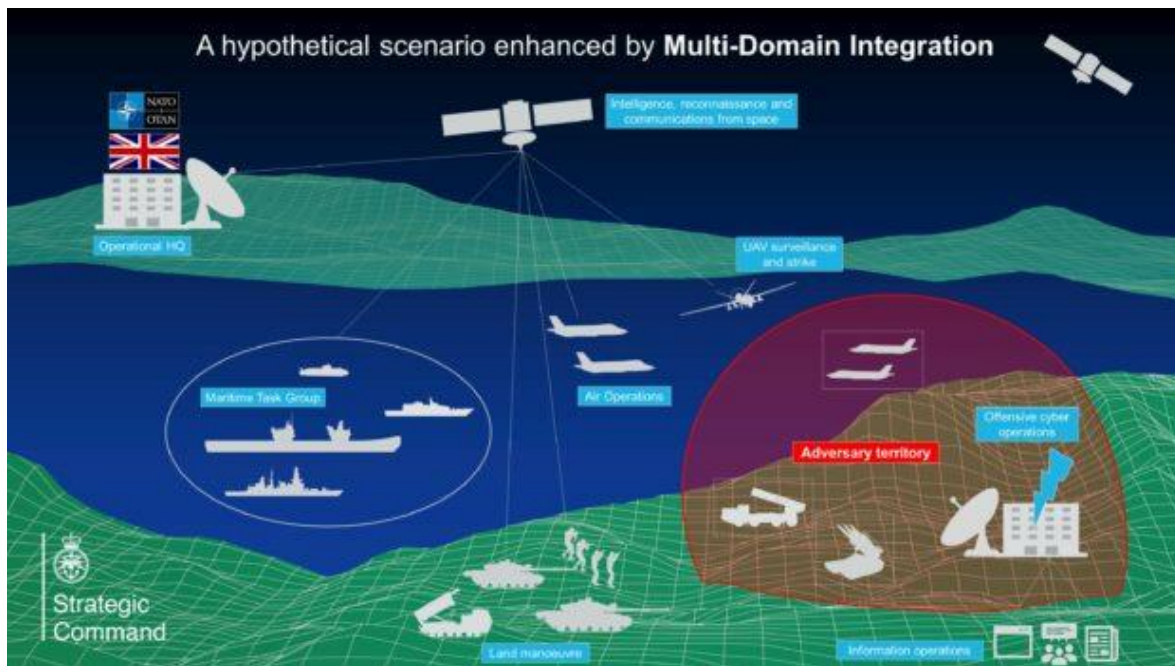 A hypothetical scenario enhanced by Multi-Domain Integration
NATO
OTAN
Intelligence, reconnaissance and
communications from space
Operational HQ
UAV surveillance
and strike
Maritime Task Group
Air Operations
Offensive cyber
operations
Adversary territory
Strategic
Command
Land manoeuvre
Information operations